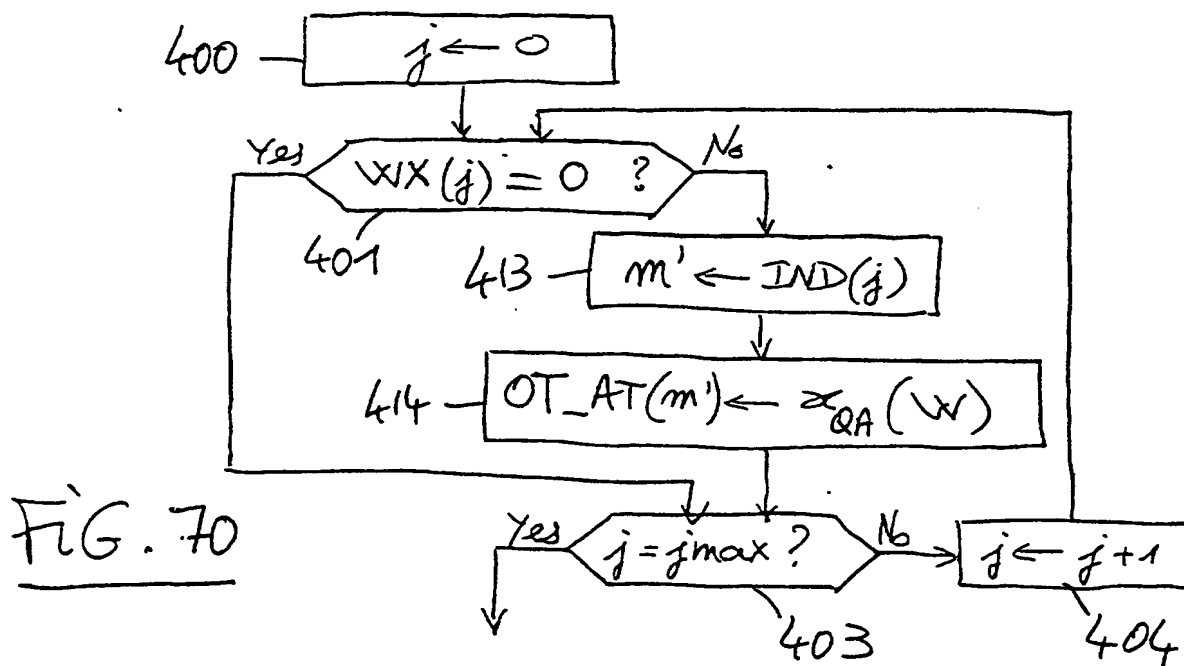 400
j ← 0
Yes
WX(j) = 0 ?
No
401
413
m' ← IND(j)
414
OT_AT(m') ← x_QA (W)
FiG. 70
Yes
j = jmax ?
No
j ← j+1
403
404